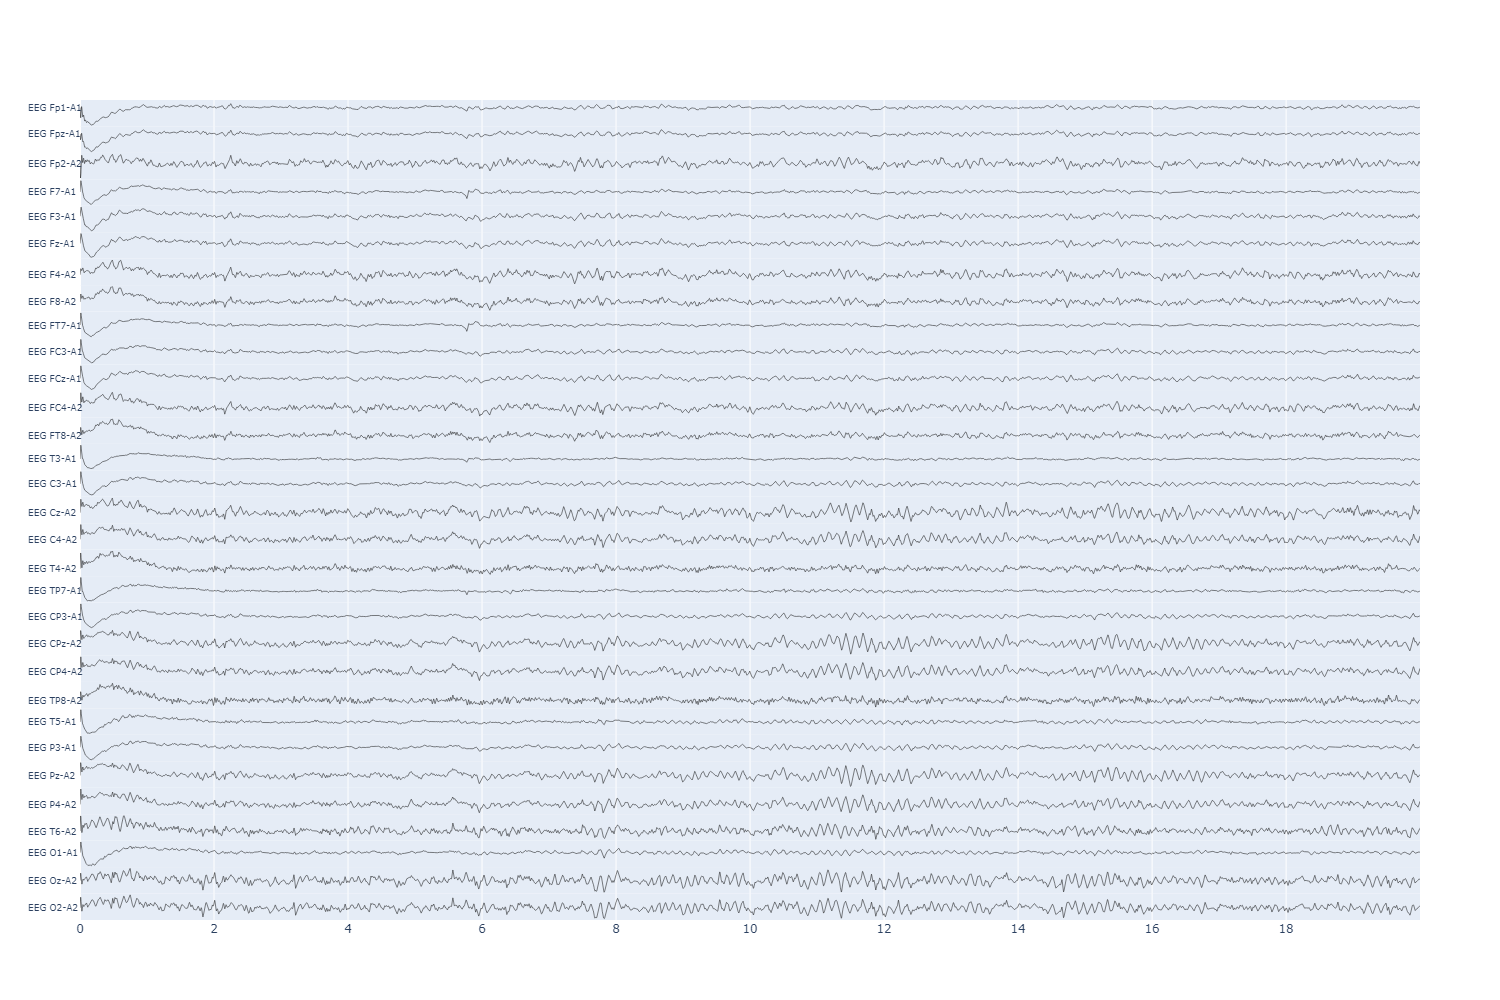 EEG Fp1-A1
EEG Fpz-A1
EEG Fp2-A2
EEG F7-A1
EEG F3-A1
EEG Fz-A1
EEG F4-A2
EEG F8-A2
EEG FT7-A1
EEG FC3-A1
EEG FCz-A1
EEG FC4-A2
EEG FT8-A2
EEG T3-A1
EEG C3-A1
EEG Cz-A2
EEG C4-A2
EEG T4-A2
EEG TP7-A1
EEG CP3-A1
EEG CPz-A2
EEG CP4-A2
EEG TP8-A2
EEG T5-A1
EEG P3-A1
EEG Pz-A2
EEG P4-A2
EEG T6-A2
EEG O1-A1
EEG Oz-A2
EEG O2-A2
0 2 4 6 8 10 12 14 16 18